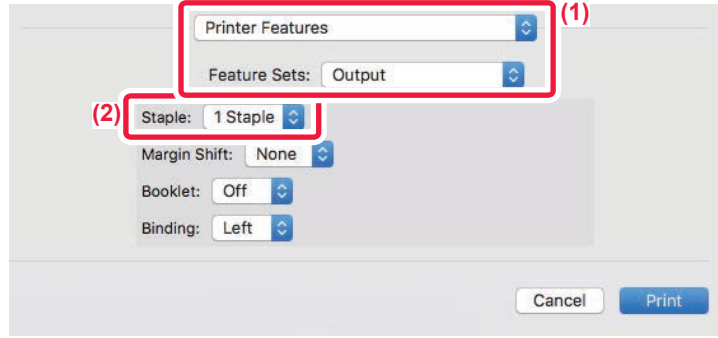 (1)
Printer Features
Feature Sets: Output
(2)
Staple: 1 Staple
Margin Shift: None
Booklet: Off
Binding: Left
Cancel Print